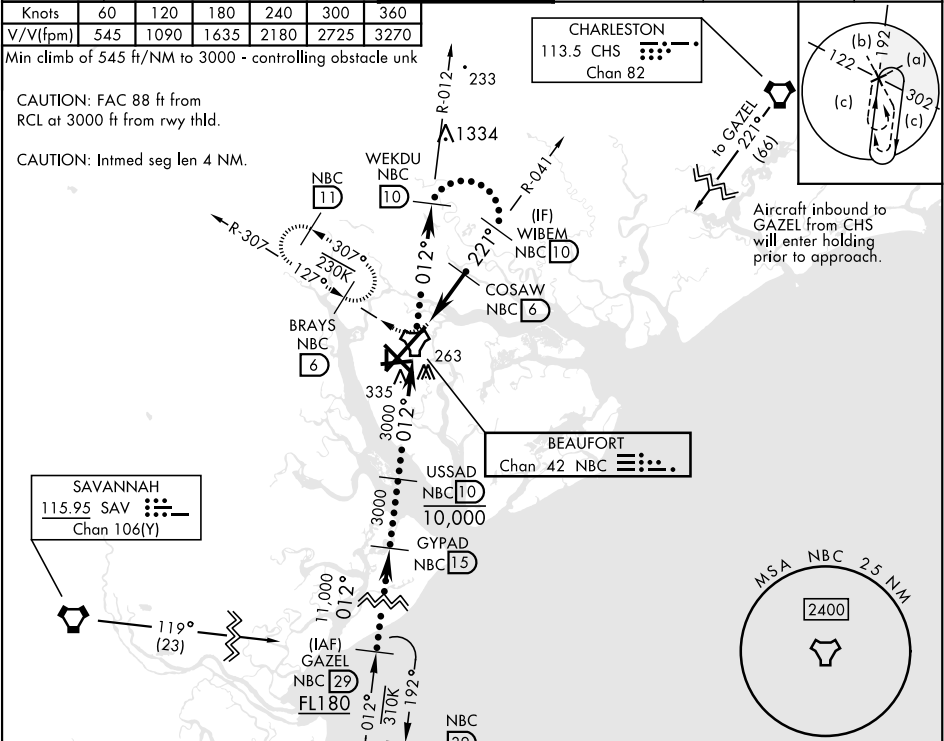 Knots 60 120 180 240 300 360
V/V(fpm) 545 1090 1635 2180 2725 3270
Min climb of 545 ft/NM to 3000 - controlling obstacle unk
CAUTION: FAC 88 ft from
RCL at 3000 ft from rwy thld.
CAUTION: Intmed seg len 4 NM.
CHARLESTON
113.5 CHS
Chan 82
to GAZEL
221°
(66)
(b)
192
(a)
122
302
(c)
(c)
Aircraft inbound to
GAZEL from CHS
will enter holding
prior to approach.
R-012
233
1334
WEKDU
NBC
10
R-041
NBC
11
R-307
307°
230K
127°
012°
221°
(IF)
WIBEM
NBC 10
COSAW
NBC 6
BRAYS
NBC
6
263
335
3000
012°
BEAUFORT
Chan 42 NBC
USSAD
NBC 10
10,000
3000
GYPAD
NBC 15
SAVANNAH
115.95 SAV
Chan 106(Y)
119°
(23)
11,000
012°
(IAF)
GAZEL
NBC 29
FL180
012°
310K
192°
NBC
MSA NBC 25 NM
2400